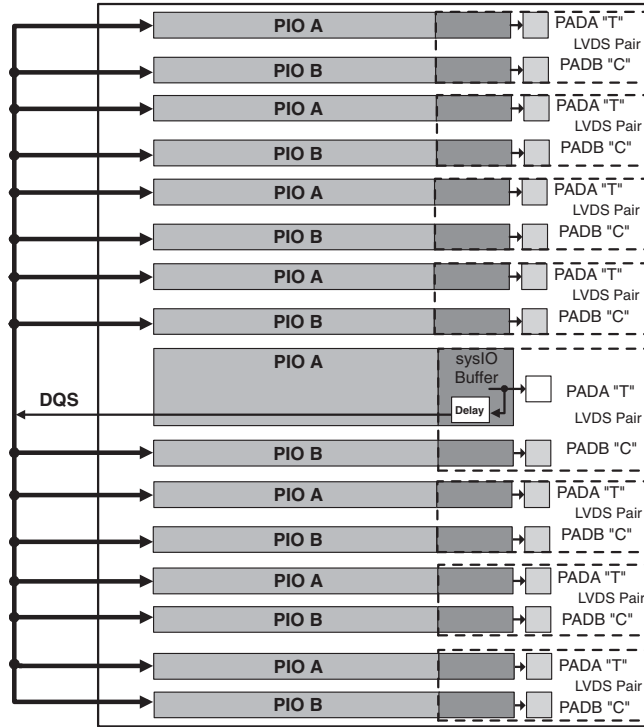 PIO A PADA "T"
LVDS Pair
PIO B PADB "C"
PIO A PADA "T"
LVDS Pair
PIO B PADB "C"
PIO A PADA "T"
LVDS Pair
PIO B PADB "C"
PIO A PADA "T"
LVDS Pair
PIO B PADB "C"
PIO A sysIO
Buffer
PADA "T"
DQS Delay
LVDS Pair
PIO B PADB "C"
PIO A PADA "T"
LVDS Pair
PIO B PADB "C"
PIO A PADA "T"
LVDS Pair
PIO B PADB "C"
PIO A PADA "T"
LVDS Pair
PIO B PADB "C"